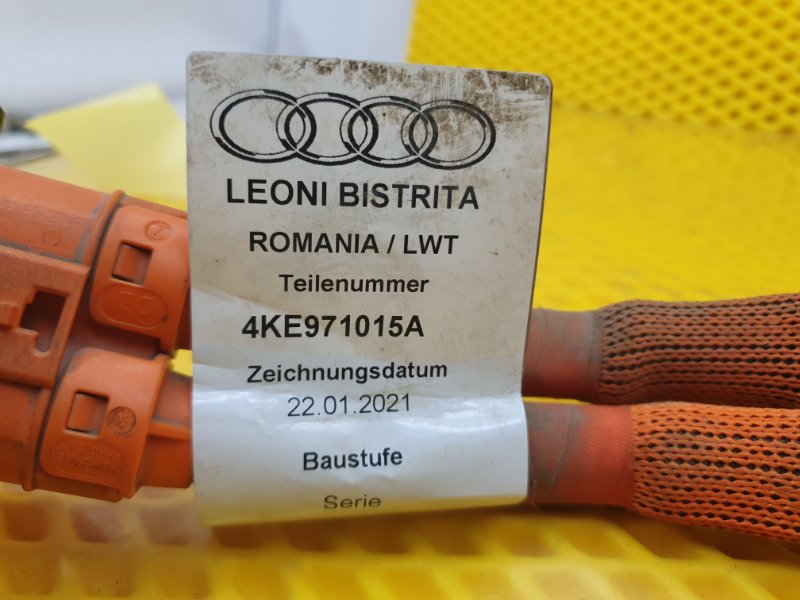 LEONI BISTRITA
ROMANIA / LWT
Teilenummer
4KE971015A
Zeichnungsdatum
22.01.2021
Baustufe
Serie